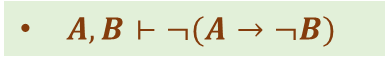 • A, B ⊢ ¬(A → ¬B)